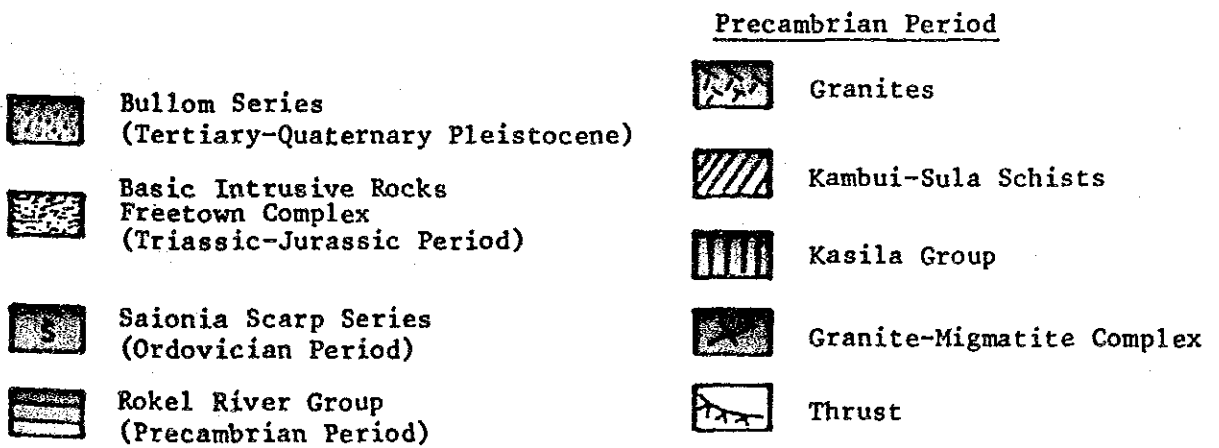 Bullom Series
(Tertiary-Quaternary Pleistocene)
Basic Intrusive Rocks
Freetown Complex
(Triassic-Jurassic Period)
S
Saionia Scarp Series
(Ordovician Period)
Rokel River Group
(Precambrian Period)
Precambrian Period
Granites
Kambui-Sula Schists
Kasila Group
Granite-Migmatite Complex
Thrust